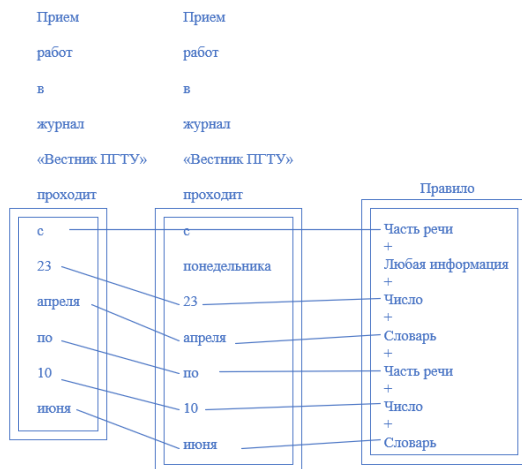 Прием
работ
в
журнал
«Вестник ПГТУ»
проходит
с
23
апреля
по
10
июня
Прием
работ
в
журнал
«Вестник ПГТУ»
проходит
с
понедельника
23
апреля
по
10
июня
Правило
Часть речи
+
Любая информация
+
Число
+
Словарь
+
Часть речи
+
Число
+
Словарь